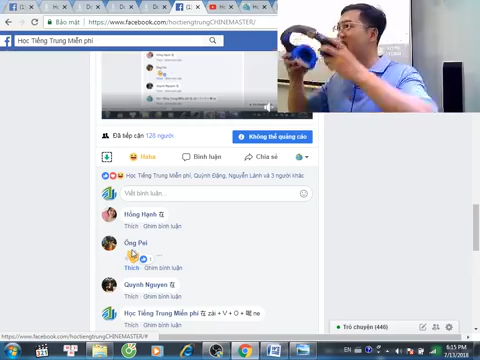 Bảo mật
https://www.facebook.com/hoctiengtrungCHINEMASTER/
Học Tiếng Trung Miễn phí
Đã tiếp cận 128 người
Không thể quảng cáo
Haha
Bình luận
Chia sẻ
Học Tiếng Trung Miễn phí, Quỳnh Đặng, Nguyễn Lánh và 3 người khác
Viết bình luận...
Hồng Hạnh 在
Thích · Ghim bình luận
Ống Pei
1
Thích · Ghim bình luận
Quynh Nguyen 在
Thích · Ghim bình luận
Học Tiếng Trung Miễn phí 在 zài + V + O + 呢 ne
Trò chuyện (446)
https://www.facebook.com/hoctiengtrungCHINEMASTER/#
EN
6:15 PM
7/13/2018